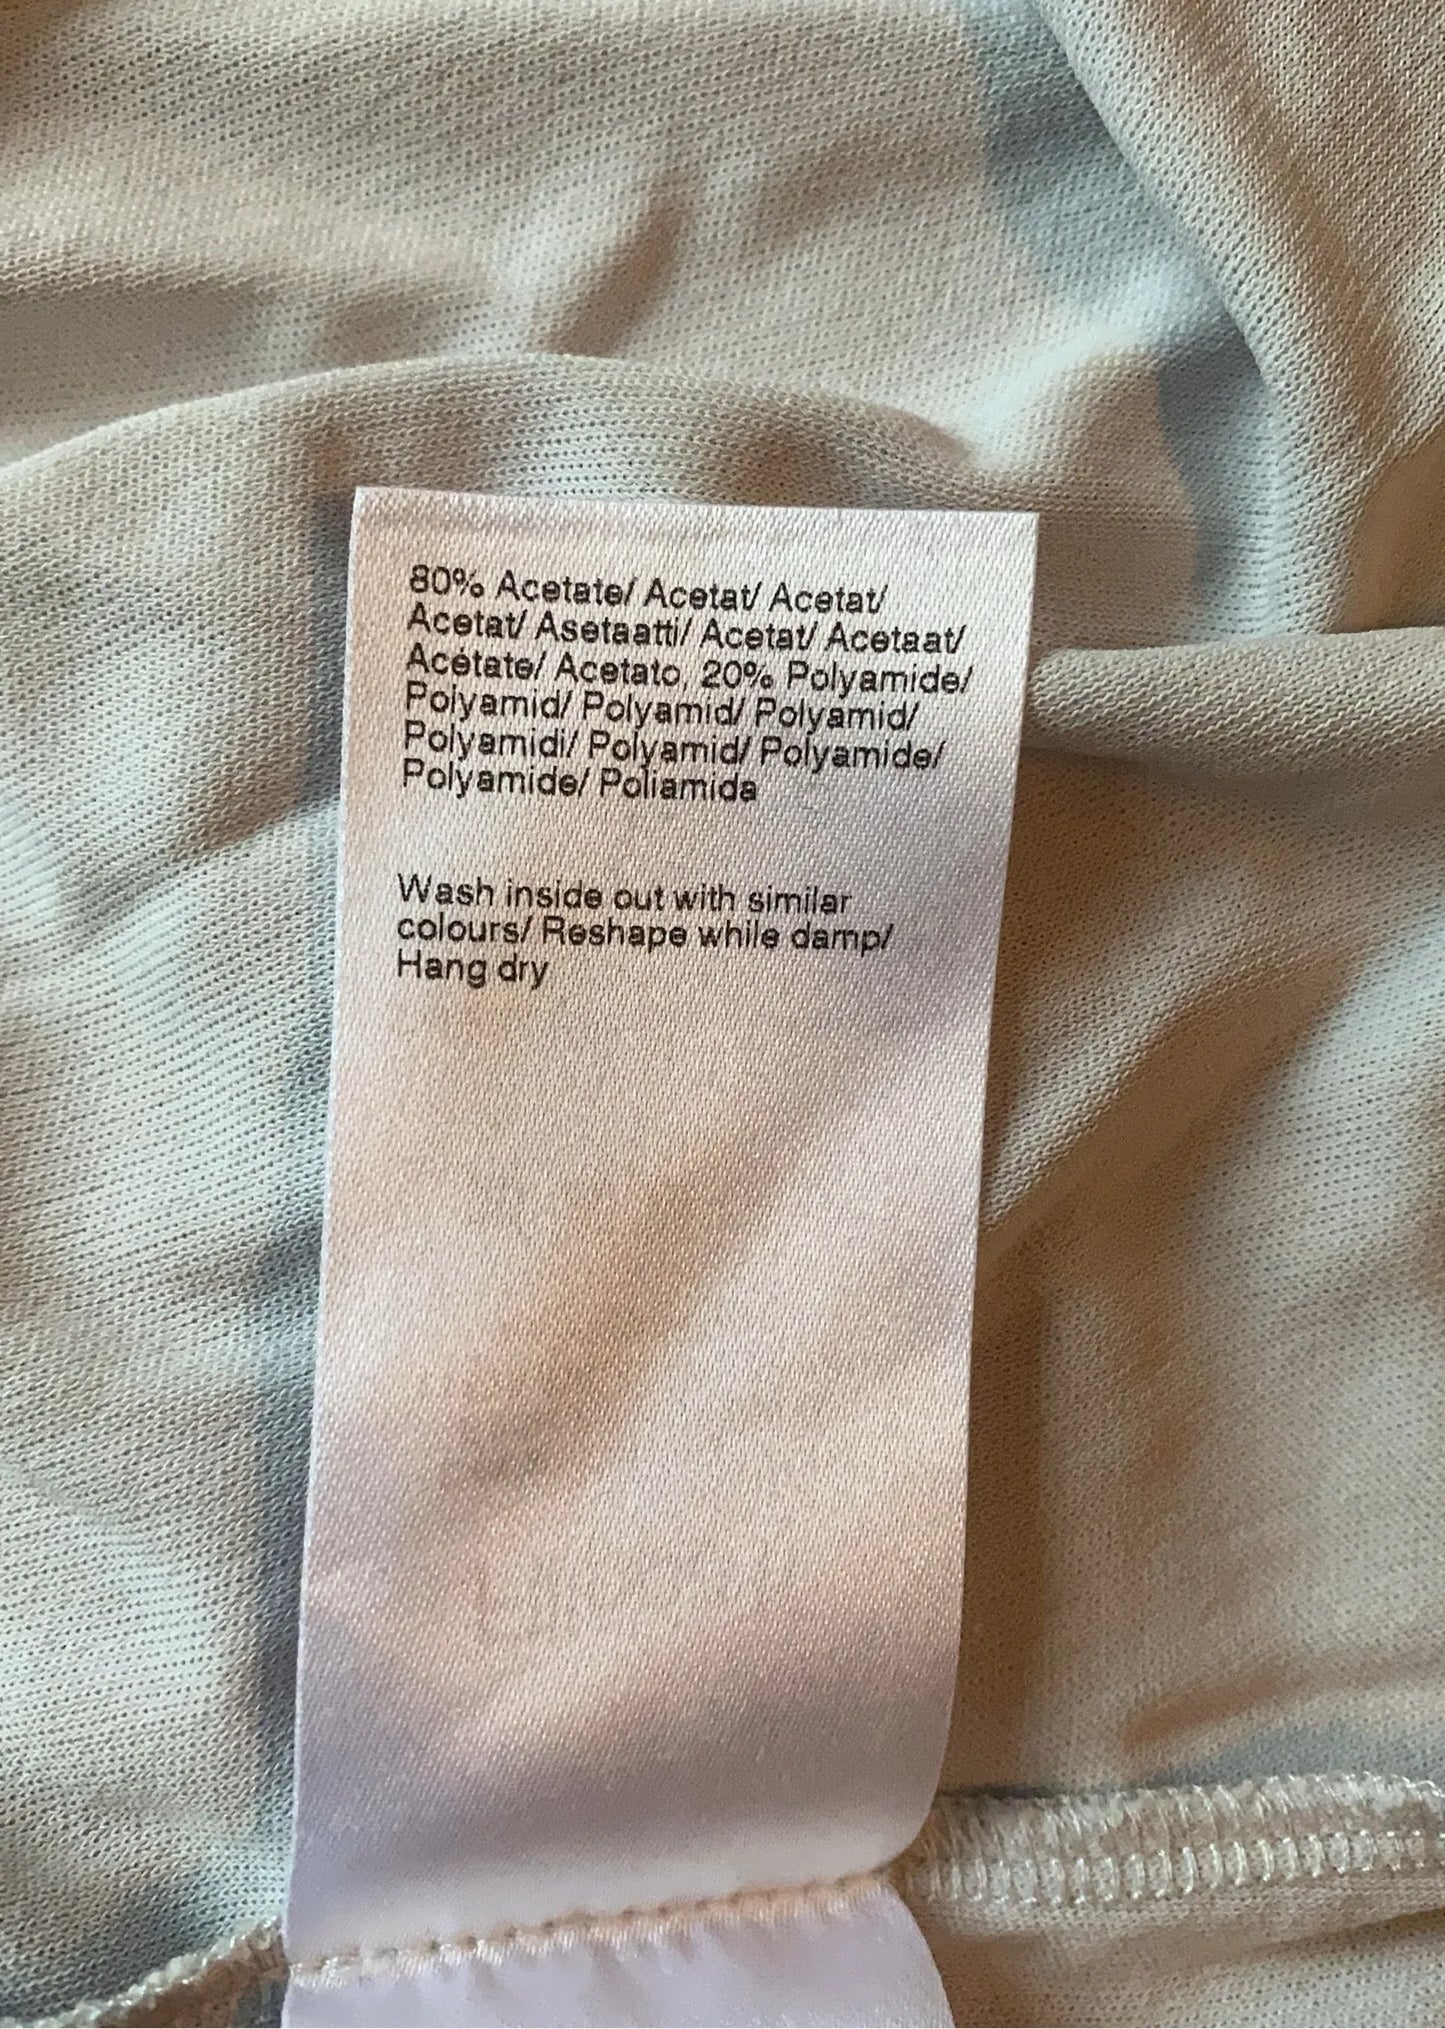 80% Acetate/ Acetat/ Acetat/
Acetat/ Asetaatti/ Acetat/ Acetaat/
Acétate/ Acetato, 20% Polyamide/
Polyamid/ Polyamid/ Polyamid/
Polyamidi/ Polyamid/ Polyamide/
Polyamide/ Poliamida
Wash inside out with similar
colours/ Reshape while damp/
Hang dry